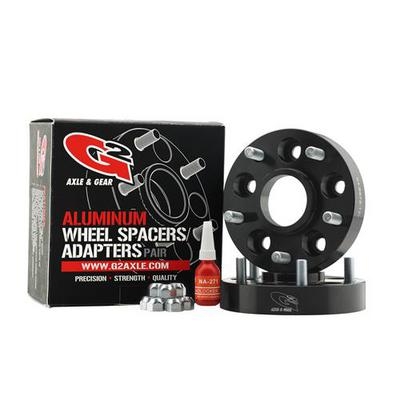 G2
AXLE & GEAR
ALUMINUM
WHEEL SPACERS/
ADAPTERS PAIR
WWW.G2AXLE.COM
PRECISION • STRENGTH • QUALITY
NA-271
G2
AXLE & GEAR